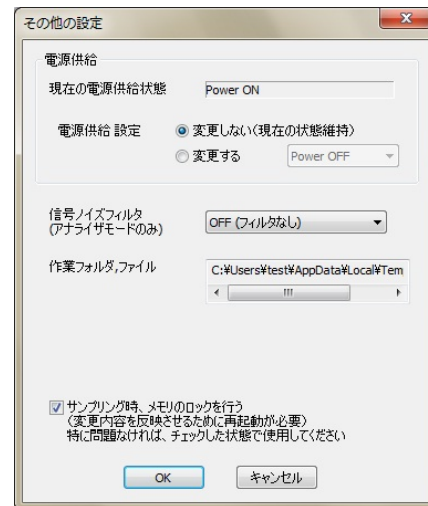 その他の設定
電源供給
現在の電源供給状態 Power ON
電源供給 設定 変更しない(現在の状態維持)
変更する Power OFF
信号ノイズフィルタ
(アナライザモードのみ) OFF (フィルタなし)
作業フォルダ,ファイル C:¥Users¥test¥AppData¥Local¥Tem
サンプリング時、メモリのロックを行う
(変更内容を反映させるために再起動が必要)
特に問題なければ、チェックした状態で使用してください
OK キャンセル